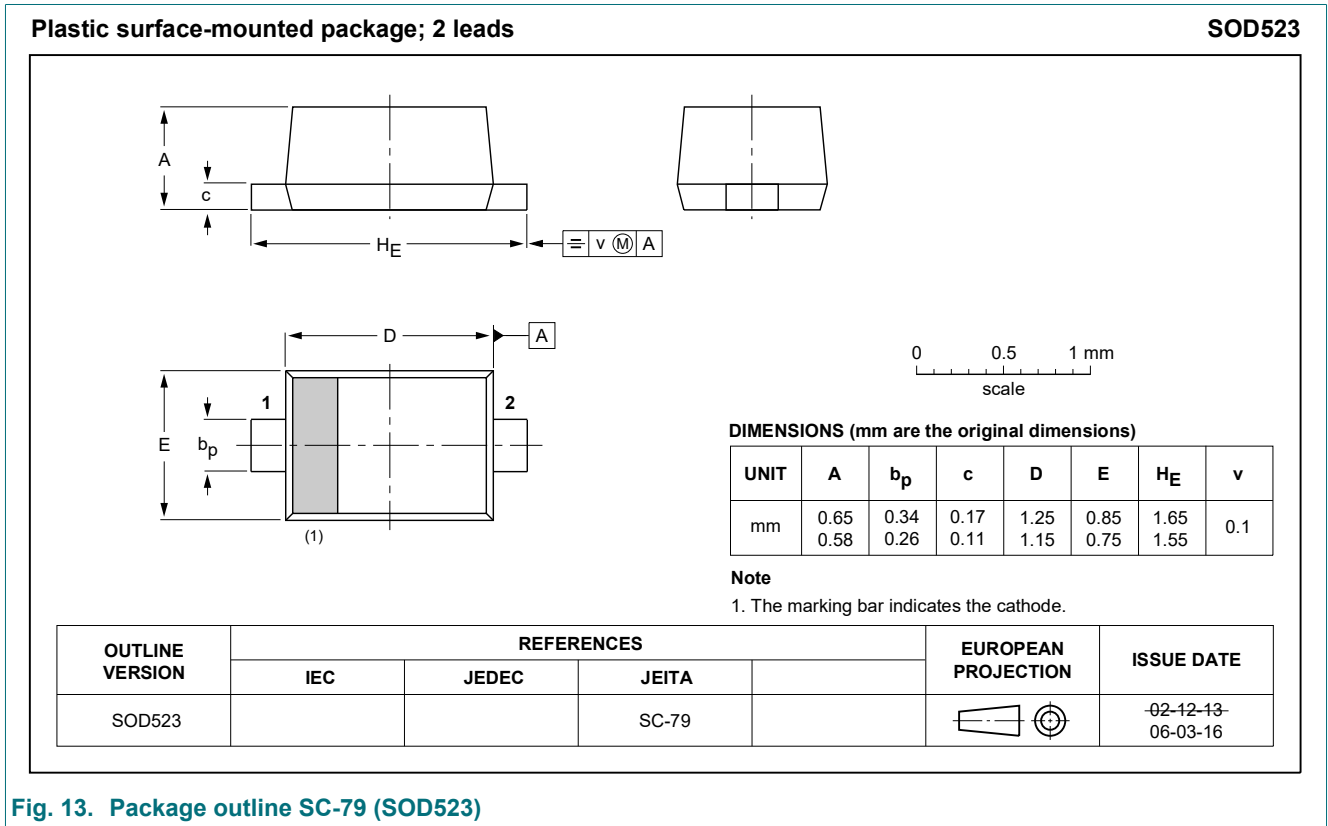 Plastic surface-mounted package; 2 leads SOD523
A
c
HE
v Ⓜ A
D
A
1
2
E
bp
(1)
0 0.5 1 mm
scale
DIMENSIONS (mm are the original dimensions)
UNIT A bp c D E HE v
mm 0.65 0.34 0.17 1.25 0.85 1.65 0.1
0.58 0.26 0.11 1.15 0.75 1.55
Note
1. The marking bar indicates the cathode.
OUTLINE VERSION REFERENCES EUROPEAN PROJECTION ISSUE DATE
IEC JEDEC JEITA
SOD523 SC-79 02-12-13
06-03-16
Fig. 13. Package outline SC-79 (SOD523)